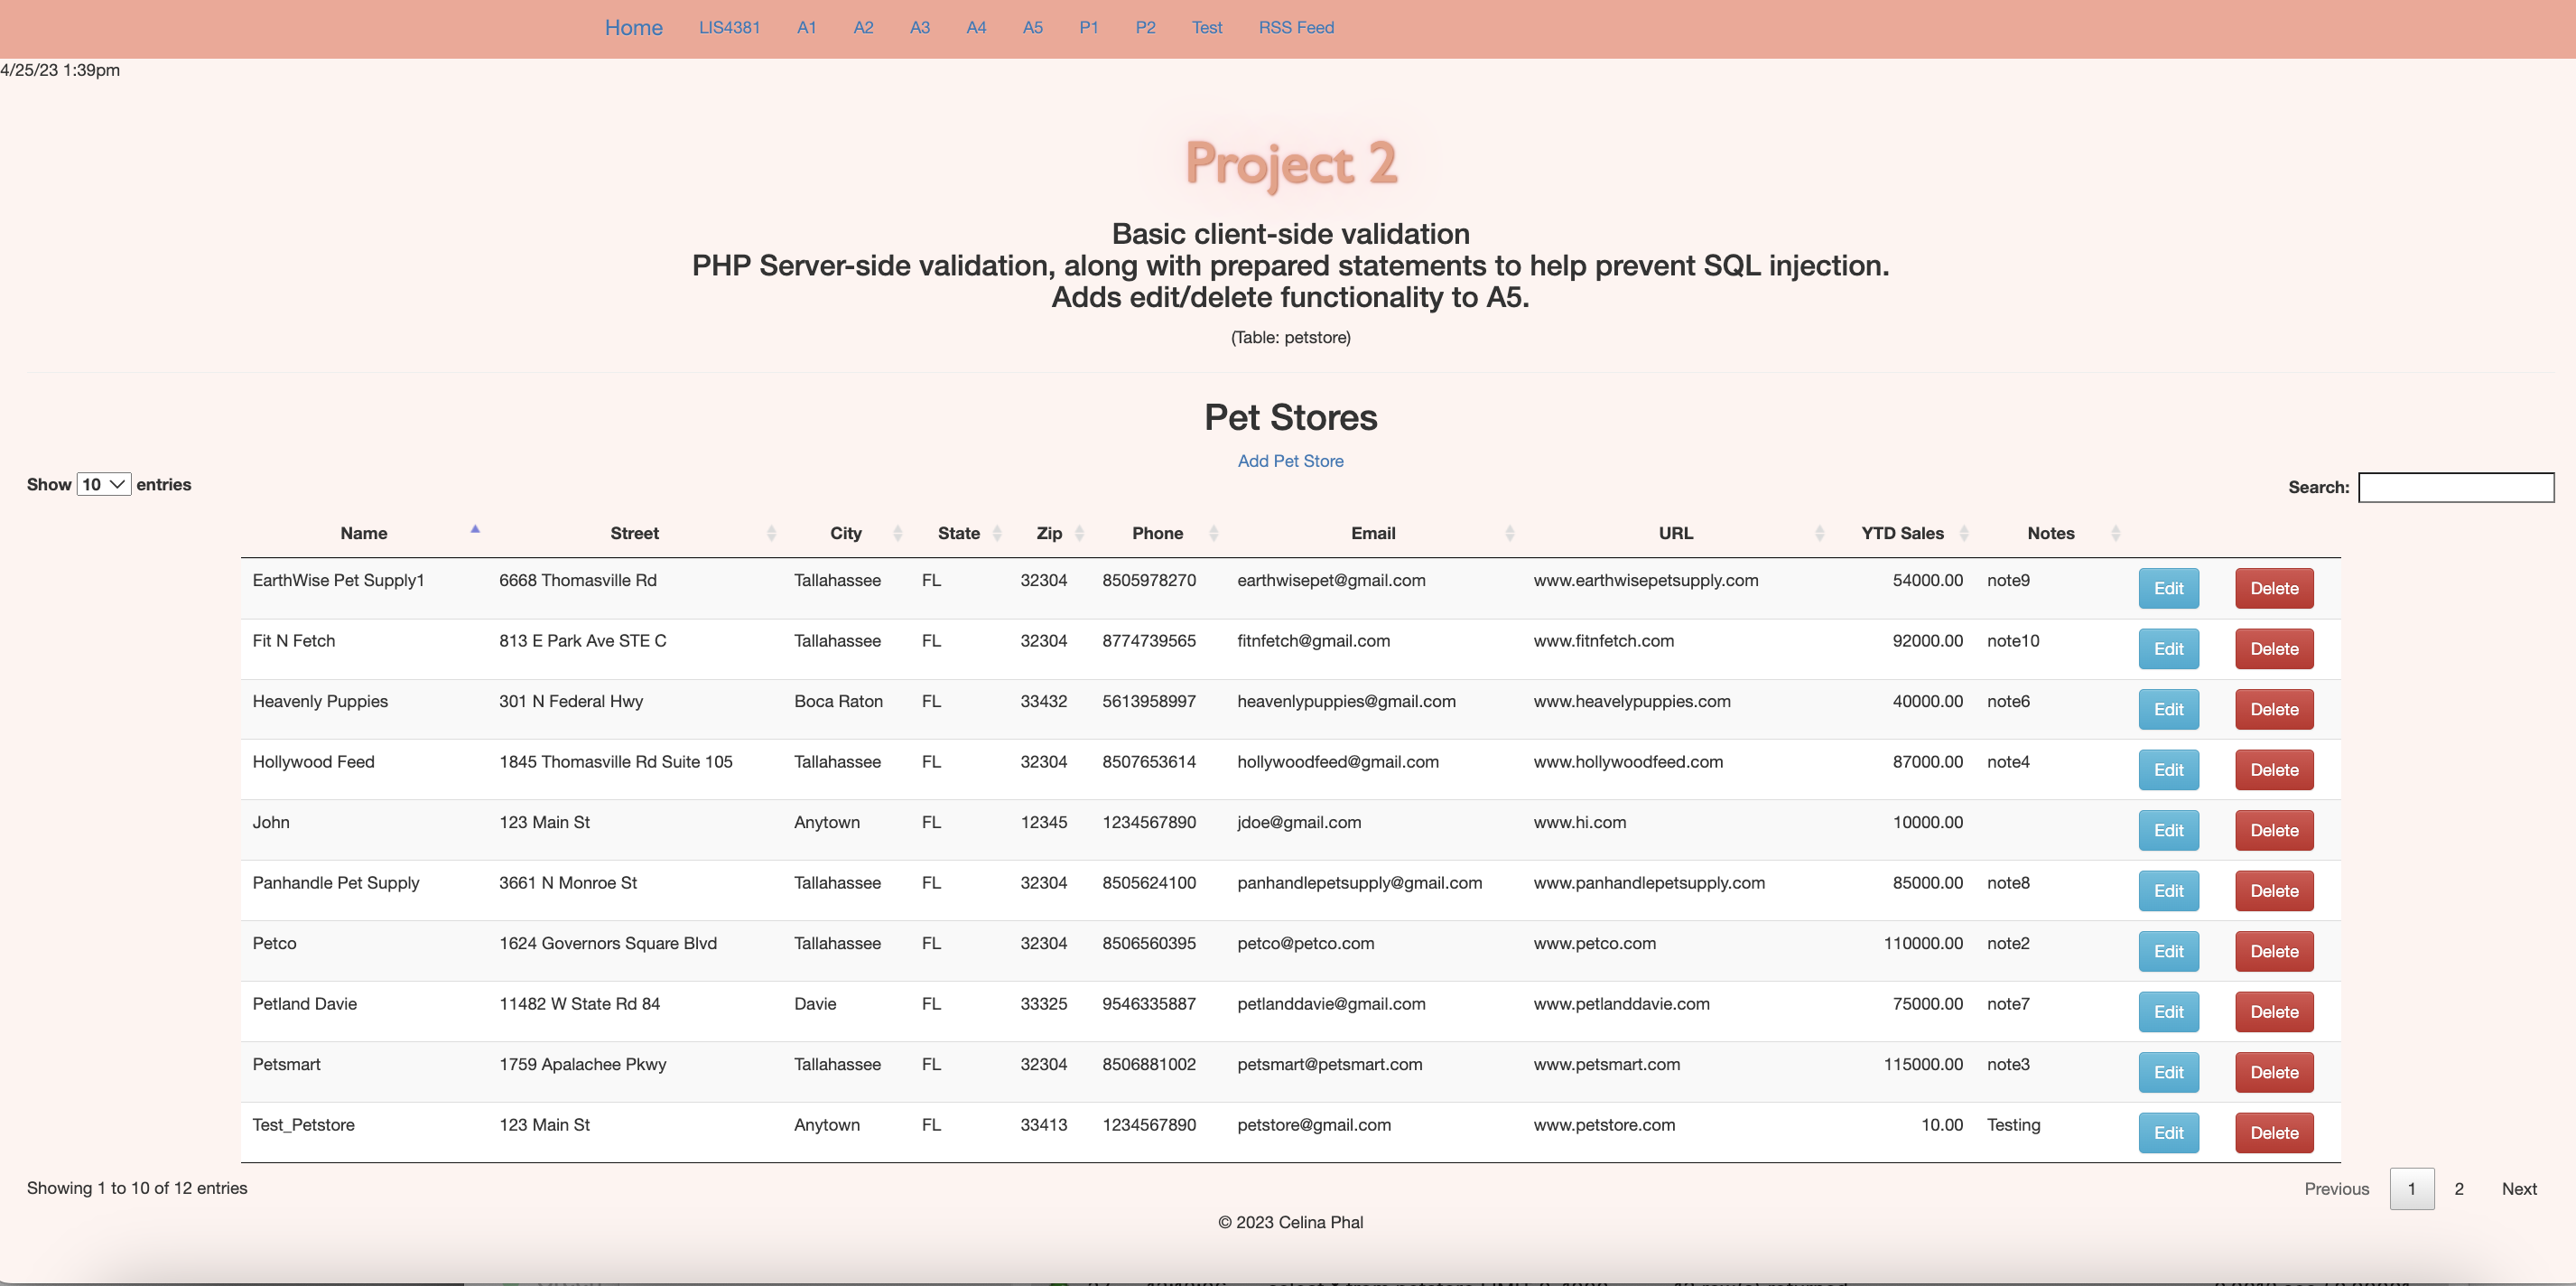 Home LIS4381 A1 A2 A3 A4 A5 P1 P2 Test RSS Feed
4/25/23 1:39pm
Project 2
Basic client-side validation
PHP Server-side validation, along with prepared statements to help prevent SQL injection.
Adds edit/delete functionality to A5.
(Table: petstore)
Pet Stores
Add Pet Store
Show 10 entries Search:
Name Street City State Zip Phone Email URL YTD Sales Notes
EarthWise Pet Supply1 6668 Thomasville Rd Tallahassee FL 32304 8505978270 earthwisepet@gmail.com www.earthwisepetsupply.com 54000.00 note9 Edit Delete
Fit N Fetch 813 E Park Ave STE C Tallahassee FL 32304 8774739565 fitnfetch@gmail.com www.fitnfetch.com 92000.00 note10 Edit Delete
Heavenly Puppies 301 N Federal Hwy Boca Raton FL 33432 5613958997 heavenlypuppies@gmail.com www.heavelypuppies.com 40000.00 note6 Edit Delete
Hollywood Feed 1845 Thomasville Rd Suite 105 Tallahassee FL 32304 8507653614 hollywoodfeed@gmail.com www.hollywoodfeed.com 87000.00 note4 Edit Delete
John 123 Main St Anytown FL 12345 1234567890 jdoe@gmail.com www.hi.com 10000.00 Edit Delete
Panhandle Pet Supply 3661 N Monroe St Tallahassee FL 32304 8505624100 panhandlepetsupply@gmail.com www.panhandlepetsupply.com 85000.00 note8 Edit Delete
Petco 1624 Governors Square Blvd Tallahassee FL 32304 8506560395 petco@petco.com www.petco.com 110000.00 note2 Edit Delete
Petland Davie 11482 W State Rd 84 Davie FL 33325 9546335887 petlanddavie@gmail.com www.petlanddavie.com 75000.00 note7 Edit Delete
Petsmart 1759 Apalachee Pkwy Tallahassee FL 32304 8506881002 petsmart@petsmart.com www.petsmart.com 115000.00 note3 Edit Delete
Test_Petstore 123 Main St Anytown FL 33413 1234567890 petstore@gmail.com www.petstore.com 10.00 Testing Edit Delete
Showing 1 to 10 of 12 entries Previous 1 2 Next
© 2023 Celina Phal